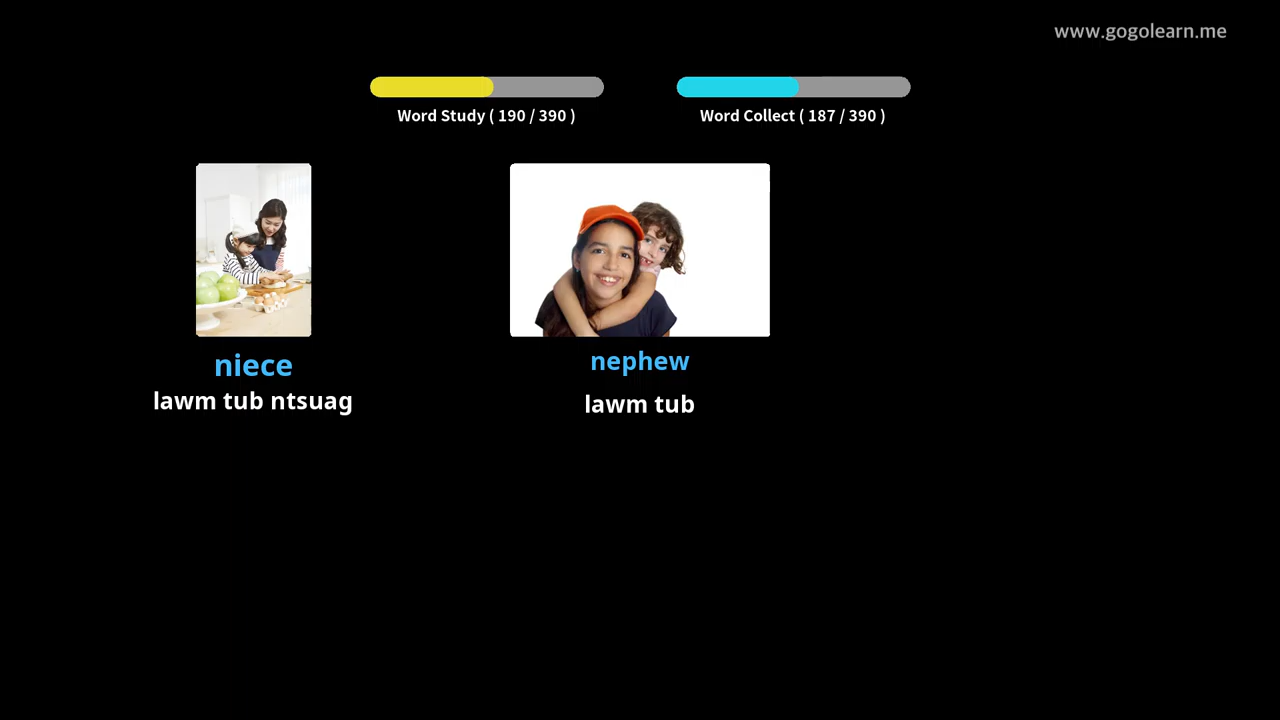 www.gogolearn.me
Word Study ( 190 / 390 )
Word Collect ( 187 / 390 )
niece
lawm tub ntsuag
nephew
lawm tub